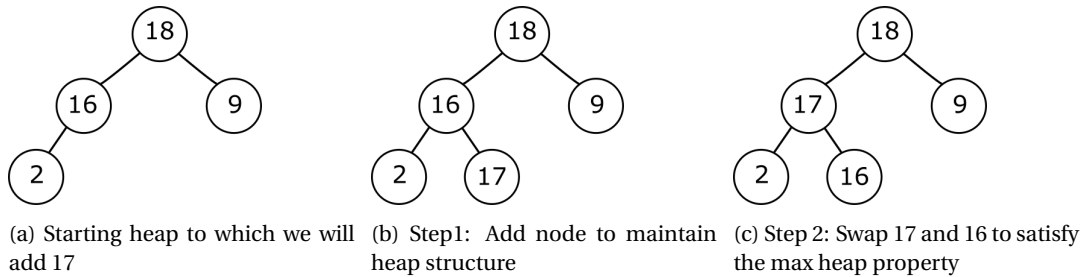 18
16
9
2
(a) Starting heap to which we will
add 17
18
16
9
2
17
(b) Step1: Add node to maintain
heap structure
18
17
9
2
16
(c) Step 2: Swap 17 and 16 to satisfy
the max heap property